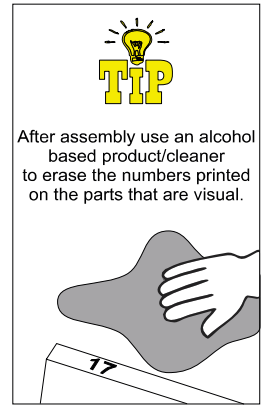 TiP
After assembly use an alcohol
based product/cleaner
to erase the numbers printed
on the parts that are visual.
17